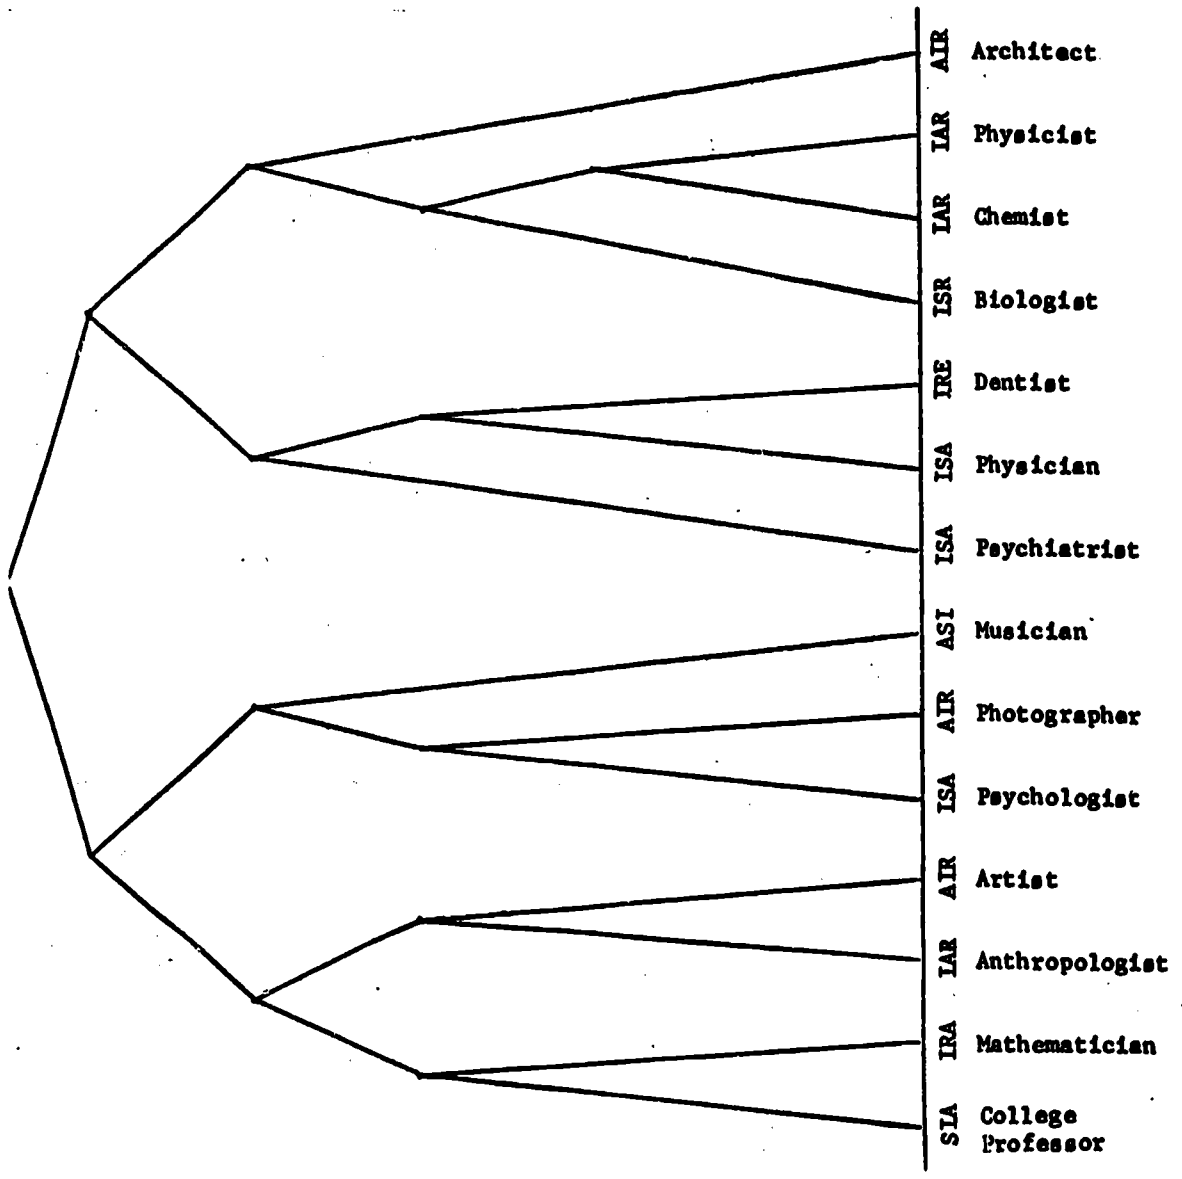 AIR Architect
IAR Physicist
IAR Chemist
ISR Biologist
IRE Dentist
ISA Physician
ISA Psychiatrist
ASI Musician
AIR Photographer
ISA Psychologist
AIR Artist
IAR Anthropologist
IRA Mathematician
SIA College
Professor